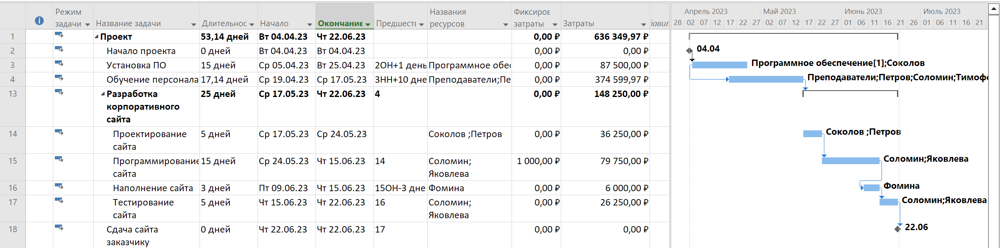 Режим задачи Название задачи Длительнос Начало Окончание Предшесть Названия ресурсов Фиксиров затраты Затраты
Апрель 2023 Май 2023 Июнь 2023 Июль 2023
28 02 07 12 17 22 27 02 07 12 17 22 27 01 06 11 16 21 26 01 06 11 16 21
1 Проект 53,14 дней Вт 04.04.23 Чт 22.06.23 0,00 ₽ 636 349,97 ₽
2 Начало проекта 0 дней Вт 04.04.23 Вт 04.04.23 0,00 ₽ 0,00 ₽ 04.04
3 Установка ПО 15 дней Ср 05.04.23 Вт 25.04.23 2ОН+1 день Программное обес 0,00 ₽ 87 500,00 ₽ Программное обеспечение[1];Соколов
4 Обучение персонала 17,14 дней Ср 19.04.23 Ср 17.05.23 3НН+10 дне Преподаватели;Пе 0,00 ₽ 374 599,97 ₽ Преподаватели;Петров;Соломин;Тимофе
13 Разработка корпоративного сайта 25 дней Ср 17.05.23 Чт 22.06.23 4 0,00 ₽ 148 250,00 ₽
14 Проектирование сайта 5 дней Ср 17.05.23 Ср 24.05.23 Соколов ;Петров 0,00 ₽ 36 250,00 ₽ Соколов ;Петров
15 Программирование сайта 15 дней Ср 24.05.23 Чт 15.06.23 14 Соломин; Яковлева 1 000,00 ₽ 79 750,00 ₽ Соломин;Яковлева
16 Наполнение сайта 3 дней Пт 09.06.23 Чт 15.06.23 15ОН-3 дне Фомина 0,00 ₽ 6 000,00 ₽ Фомина
17 Тестирование сайта 5 дней Чт 15.06.23 Чт 22.06.23 16 Соломин; Яковлева 0,00 ₽ 26 250,00 ₽ Соломин;Яковлева
18 Сдача сайта заказчику 0 дней Чт 22.06.23 Чт 22.06.23 17 0,00 ₽ 0,00 ₽ 22.06